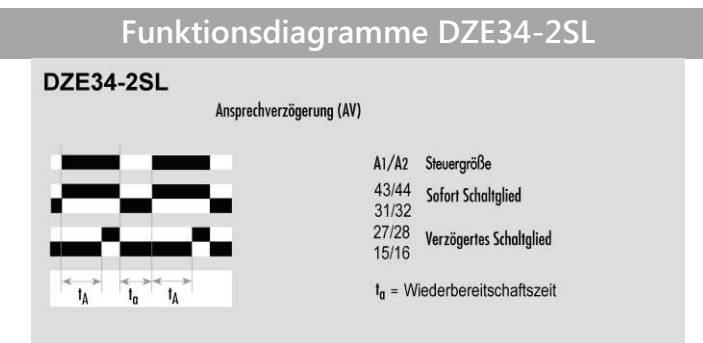 Funktionsdiagramme DZE34-2SL
DZE34-2SL
Ansprechverzögerung (AV)
A1/A2 Steuergröße
43/44 Sofort Schaltglied
31/32
27/28 Verzögertes Schaltglied
15/16
tA ta tA
ta = Wiederbereitschaftszeit